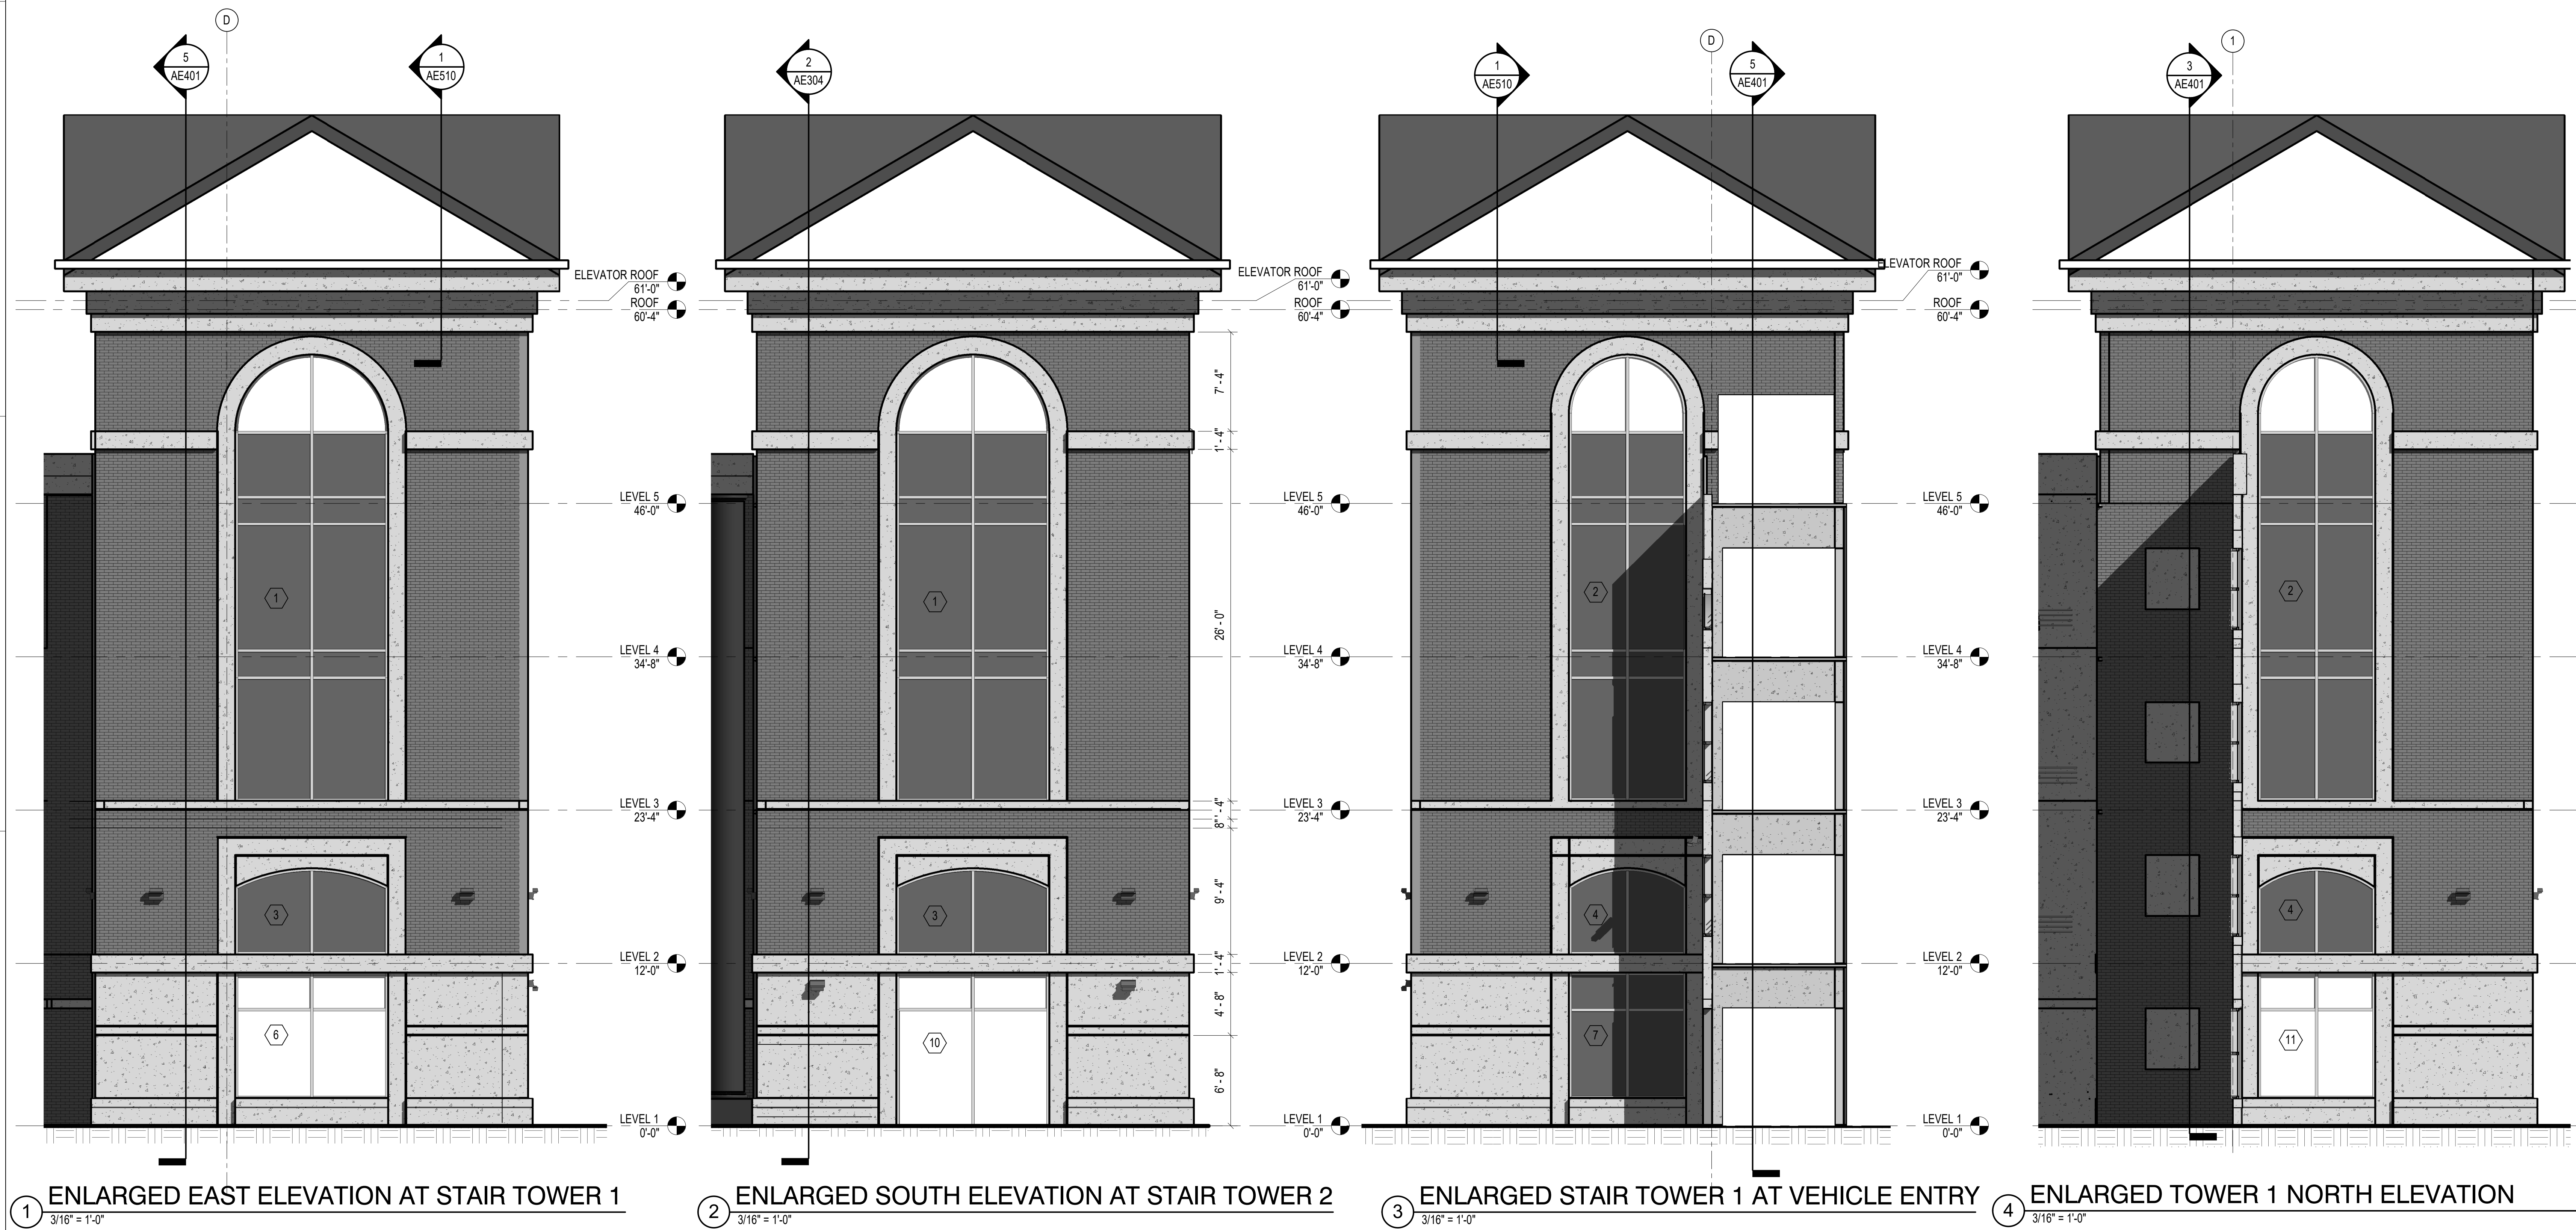 D
5
AE401
1
AE510
ELEVATOR ROOF
61'-0"
ROOF
60'-4"
LEVEL 5
46'-0"
1
LEVEL 4
34'-8"
LEVEL 3
23'-4"
3
LEVEL 2
12'-0"
6
LEVEL 1
0'-0"
1 ENLARGED EAST ELEVATION AT STAIR TOWER 1
3/16" = 1'-0"
2
AE304
ELEVATOR ROOF
61'-0"
ROOF
60'-4"
7' - 4"
1' - 4"
LEVEL 5
46'-0"
1
26' - 0"
LEVEL 4
34'-8"
LEVEL 3
23'-4"
1' - 4"
8"
3
9' - 4"
LEVEL 2
12'-0"
1' - 4"
4' - 8"
10
6' - 8"
LEVEL 1
0'-0"
2 ENLARGED SOUTH ELEVATION AT STAIR TOWER 2
3/16" = 1'-0"
1
AE510
D
5
AE401
ELEVATOR ROOF
61'-0"
ROOF
60'-4"
LEVEL 5
46'-0"
2
LEVEL 4
34'-8"
LEVEL 3
23'-4"
4
LEVEL 2
12'-0"
7
LEVEL 1
0'-0"
3 ENLARGED STAIR TOWER 1 AT VEHICLE ENTRY
3/16" = 1'-0"
3
AE401
1
2
4
11
4 ENLARGED TOWER 1 NORTH ELEVATION
3/16" = 1'-0"